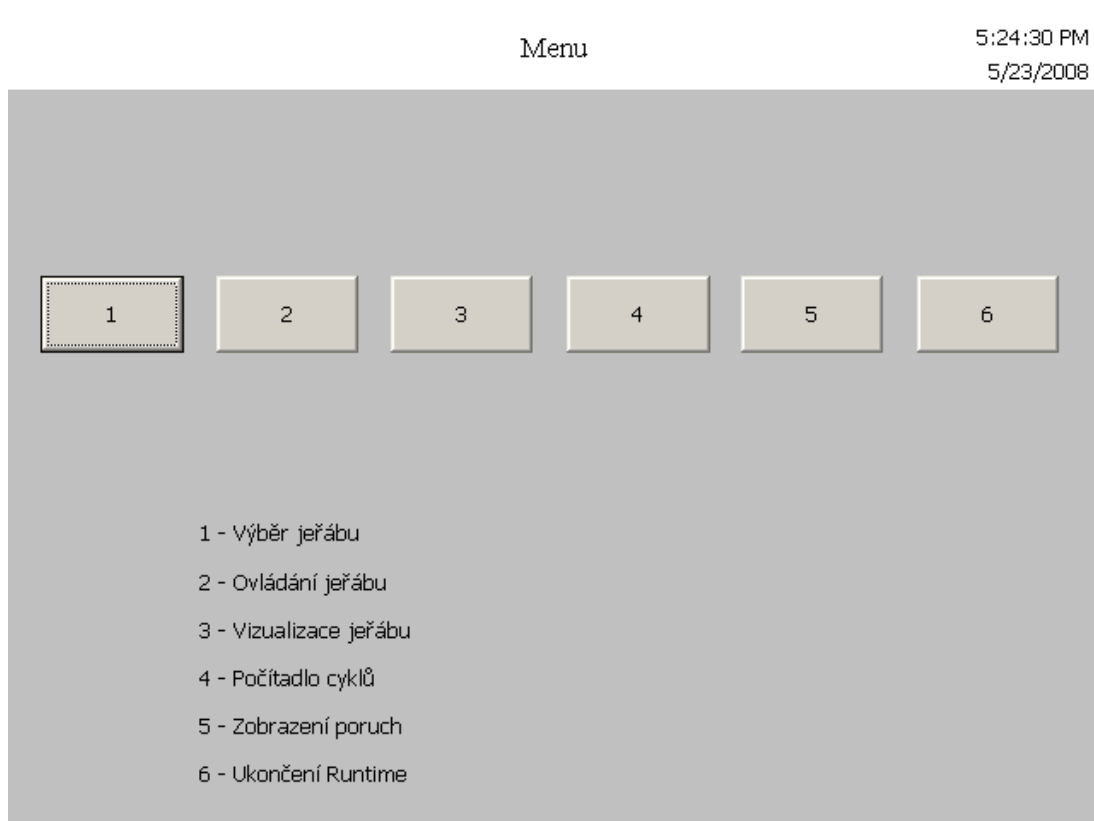 Menu
5:24:30 PM
5/23/2008
1
2
3
4
5
6
1 - Výběr jeřábu
2 - Ovládání jeřábu
3 - Vizualizace jeřábu
4 - Počítadlo cyklů
5 - Zobrazení poruch
6 - Ukončení Runtime